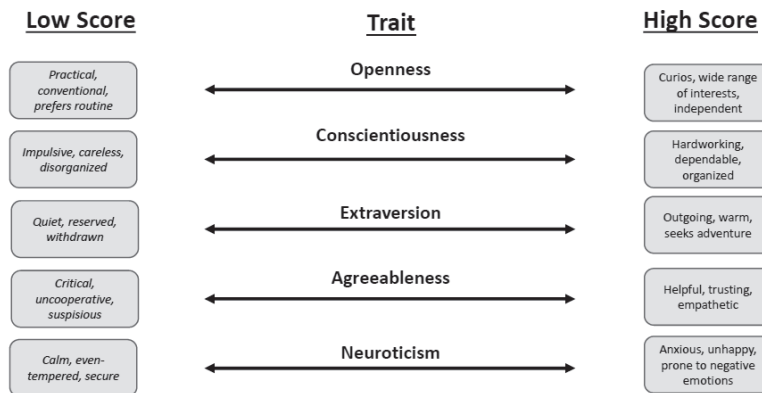 Low Score
Trait
High Score
Practical,
conventional,
prefers routine
Openness
Curios, wide range
of interests,
independent
Impulsive, careless,
disorganized
Conscientiousness
Hardworking,
dependable,
organized
Quiet, reserved,
withdrawn
Extraversion
Outgoing, warm,
seeks adventure
Critical,
uncooperative,
suspisious
Agreeableness
Helpful, trusting,
empathetic
Calm, even-
tempered, secure
Neuroticism
Anxious, unhappy,
prone to negative
emotions